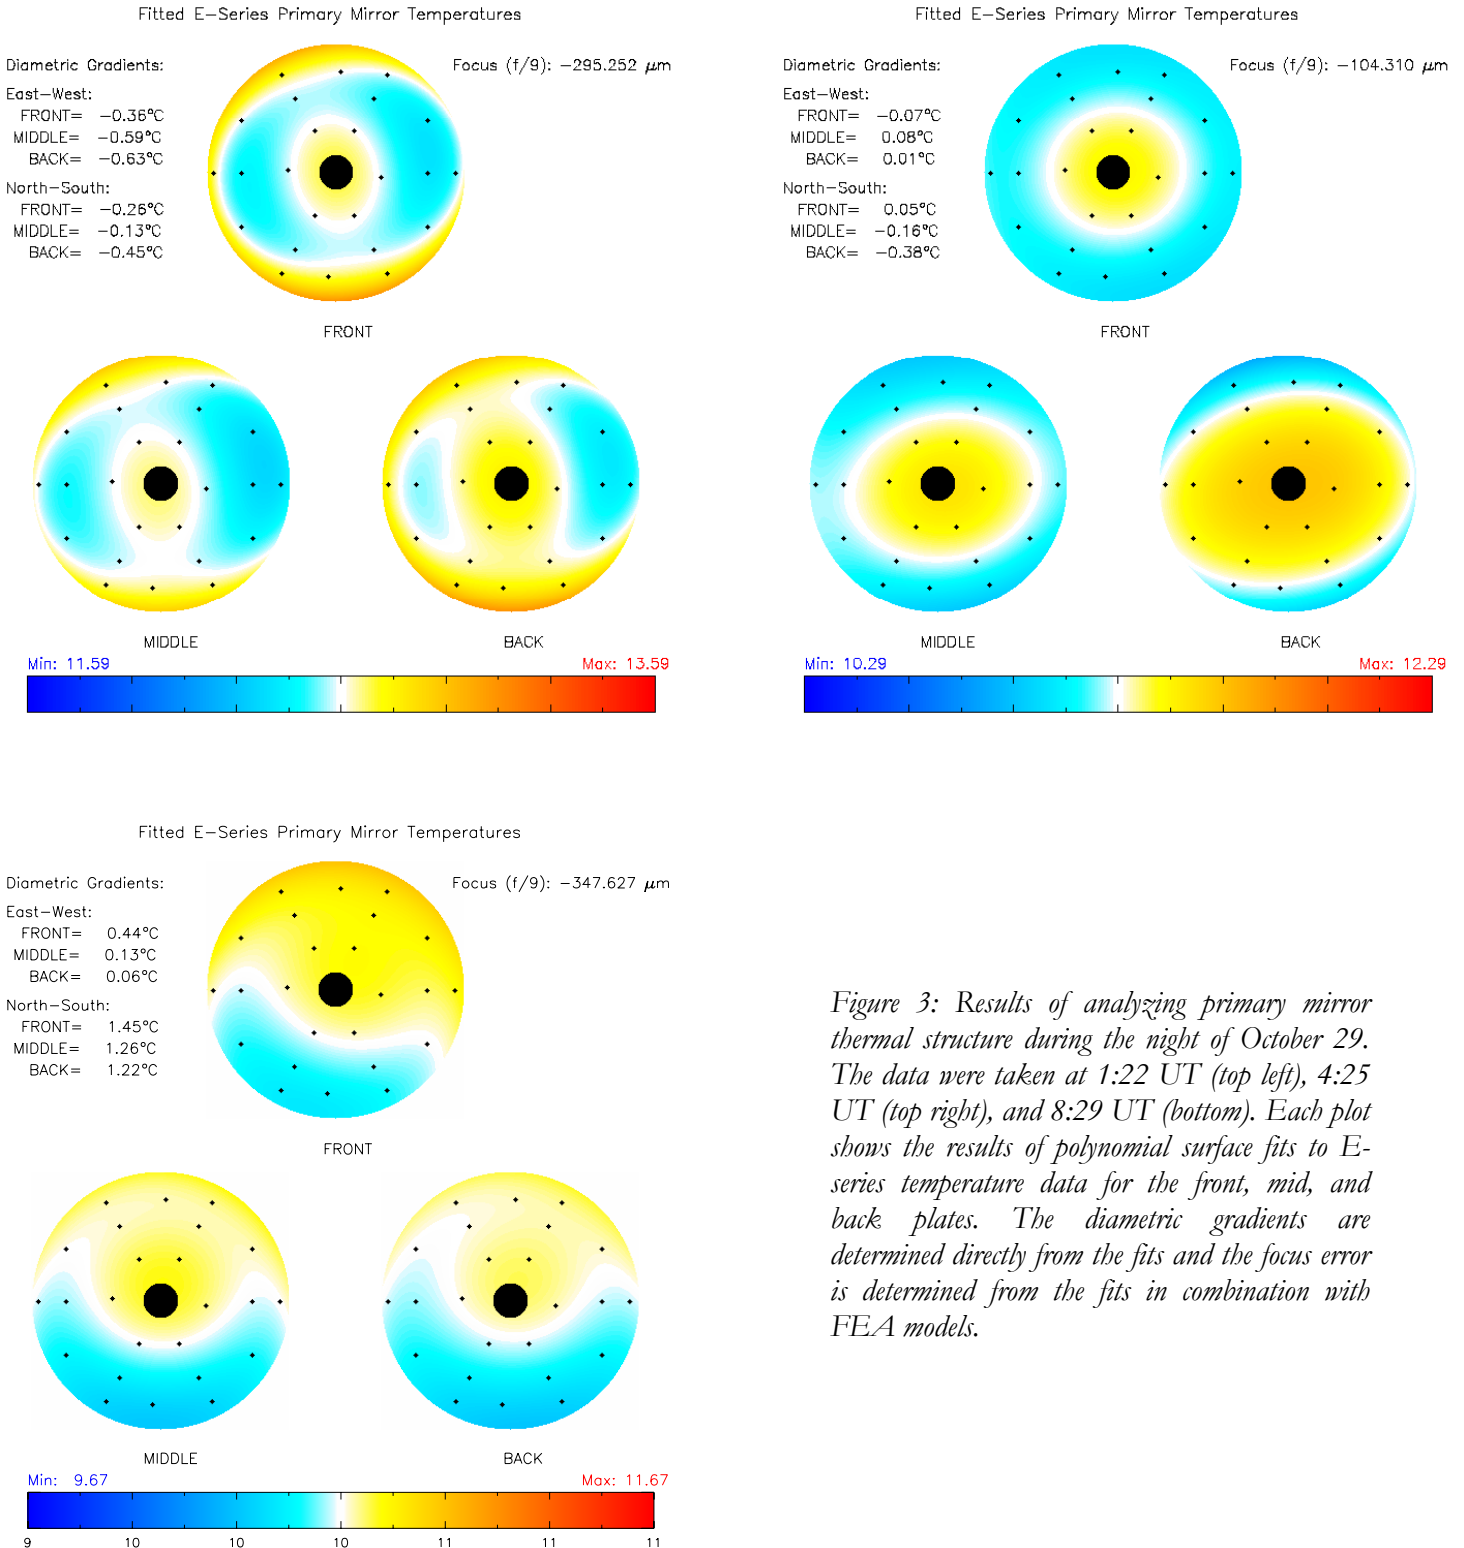 Fitted E-Series Primary Mirror Temperatures
Diametric Gradients:
Focus (f/9): -295.252 μm
East-West:
FRONT= -0.36°C
MIDDLE= -0.59°C
BACK= -0.63°C
North-South:
FRONT= -0.26°C
MIDDLE= -0.13°C
BACK= -0.45°C
FRONT
MIDDLE
BACK
Min: 11.59
Max: 13.59
Fitted E-Series Primary Mirror Temperatures
Diametric Gradients:
Focus (f/9): -104.310 μm
East-West:
FRONT= -0.07°C
MIDDLE= 0.08°C
BACK= 0.01°C
North-South:
FRONT= 0.05°C
MIDDLE= -0.16°C
BACK= -0.38°C
FRONT
MIDDLE
BACK
Min: 10.29
Max: 12.29
Fitted E-Series Primary Mirror Temperatures
Diametric Gradients:
Focus (f/9): -347.627 μm
East-West:
FRONT= 0.44°C
MIDDLE= 0.13°C
BACK= 0.06°C
North-South:
FRONT= 1.45°C
MIDDLE= 1.26°C
BACK= 1.22°C
FRONT
MIDDLE
BACK
Min: 9.67
Max: 11.67
9 10 10 10 11 11 11
Figure 3: Results of analyzing primary mirror
thermal structure during the night of October 29.
The data were taken at 1:22 UT (top left), 4:25
UT (top right), and 8:29 UT (bottom). Each plot
shows the results of polynomial surface fits to E-
series temperature data for the front, mid, and
back plates. The diametric gradients are
determined directly from the fits and the focus error
is determined from the fits in combination with
FEA models.